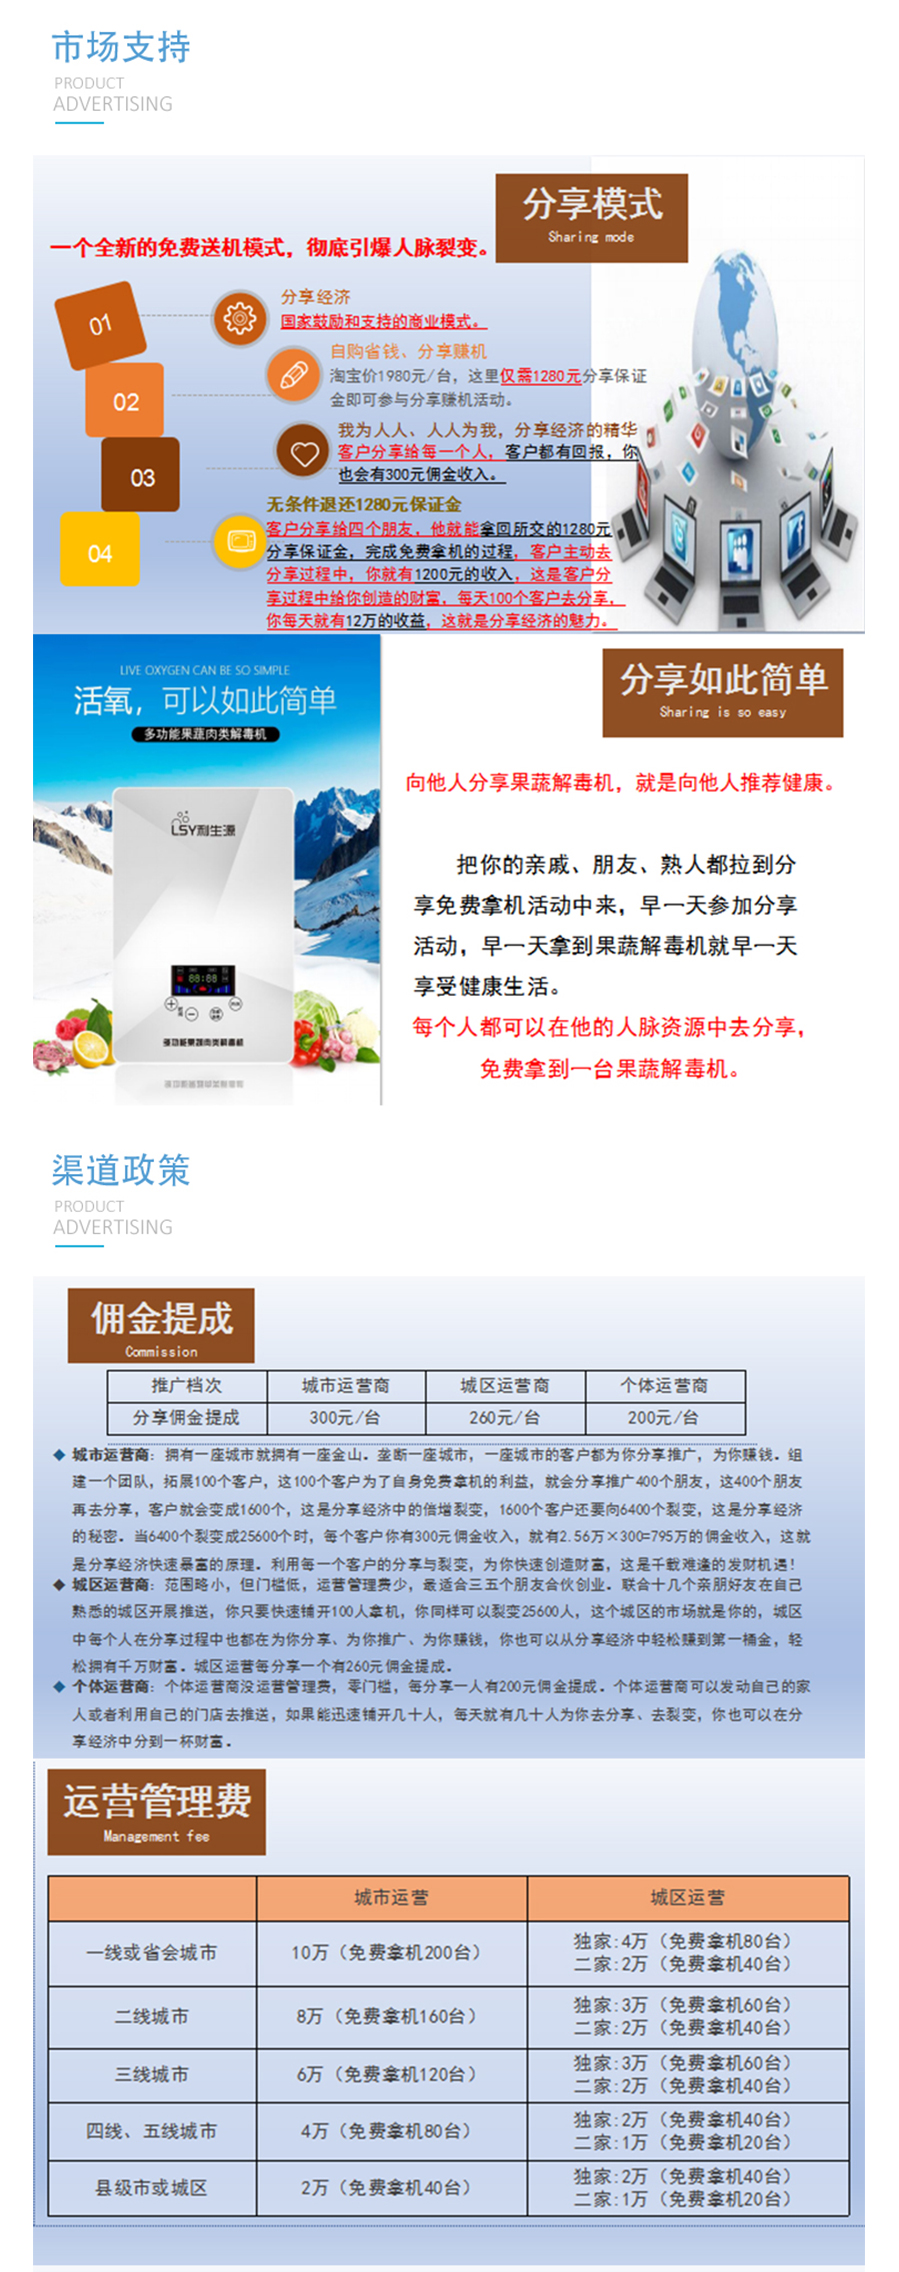 市场支持
PRODUCT
ADVERTISING
分享模式
Sharing mode
一个全新的免费送机模式，彻底引爆人脉裂变。
01
分享经济
国家鼓励和支持的商业模式。
02
自购省钱、分享赚机
淘宝价1980元/台，这里仅需1280元分享保证
金即可参与分享赚机活动。
03
我为人人、人人为我，分享经济的精华
客户分享给每一个人，客户都有回报，你
也会有300元佣金收入。
04
无条件退还1280元保证金
客户分享给四个朋友，他就能拿回所交的1280元
分享保证金，完成免费拿机的过程，客户主动去
分享过程中，你就有1200元的收入，这是客户分
享过程中给你创造的财富，每天100个客户去分享，
你每天就有12万的收益，这就是分享经济的魅力。
LIVE OXYGEN CAN BE SO SIMPLE
活氧，可以如此简单
多功能果蔬肉类解毒机
LSY利生源
88:88
多功能果蔬肉类解毒机
分享如此简单
Sharing is so easy
向他人分享果蔬解毒机，就是向他人推荐健康。
把你的亲戚、朋友、熟人都拉到分
享免费拿机活动中来，早一天参加分享
活动，早一天拿到果蔬解毒机就早一天
享受健康生活。
每个人都可以在他的人脉资源中去分享，
免费拿到一台果蔬解毒机。
渠道政策
PRODUCT
ADVERTISING
佣金提成
Commission
推广档次 城市运营商 城区运营商 个体运营商
分享佣金提成 300元/台 260元/台 200元/台
◆ 城市运营商：拥有一座城市就拥有一座金山。垄断一座城市，一座城市的客户都为你分享推广，为你赚钱。组
建一个团队，拓展100个客户，这100个客户为了自身免费拿机的利益，就会分享推广400个朋友，这400个朋友
再去分享，客户就会变成1600个，这是分享经济中的倍增裂变，1600个客户还要向6400个裂变，这是分享经济
的秘密。当6400个裂变成25600个时，每个客户你有300元佣金收入，就有2.56万×300=795万的佣金收入，这就
是分享经济快速暴富的原理。利用每一个客户的分享与裂变，为你快速创造财富，这是千载难逢的发财机遇！
◆ 城区运营商：范围略小，但门槛低，运营管理费少，最适合三五个朋友合伙创业。联合十几个亲朋好友在自己
熟悉的城区开展推送，你只要快速铺开100人拿机，你同样可以裂变25600人，这个城区的市场就是你的，城区
中每个人在分享过程中也都在为你分享、为你推广、为你赚钱，你也可以从分享经济中轻松赚到第一桶金，轻
松拥有千万财富。城区运营每分享一个有260元佣金提成。
◆ 个体运营商：个体运营商没运营管理费，零门槛，每分享一人有200元佣金提成。个体运营商可以发动自己的家
人或者利用自己的门店去推送，如果能迅速铺开几十人，每天就有几十人为你去分享、去裂变，你也可以在分
享经济中分到一杯财富。
运营管理费
Management fee
城市运营 城区运营
一线或省会城市 10万（免费拿机200台） 独家:4万（免费拿机80台）
二家:2万（免费拿机40台）
二线城市 8万（免费拿机160台） 独家:3万（免费拿机60台）
二家:2万（免费拿机40台）
三线城市 6万（免费拿机120台） 独家:3万（免费拿机60台）
二家:2万（免费拿机40台）
四线、五线城市 4万（免费拿机80台） 独家:2万（免费拿机40台）
二家:1万（免费拿机20台）
县级市或城区 2万（免费拿机40台） 独家:2万（免费拿机40台）
二家:1万（免费拿机20台）